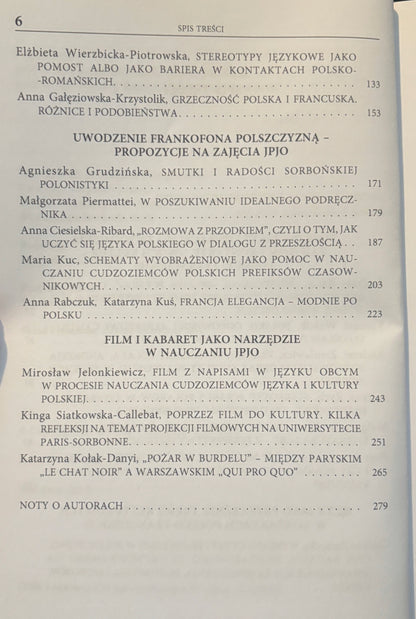 6
SPIS TREŚCI
Elżbieta Wierzbicka-Piotrowska, STEREOTYPY JĘZYKOWE JAKO
POMOST ALBO JAKO BARIERA W KONTAKTACH POLSKO-
-ROMAŃSKICH. 133
Anna Gałęziowska-Krzystolik, GRZECZNOŚĆ POLSKA I FRANCUSKA.
RÓŻNICE I PODOBIEŃSTWA. 153
UWODZENIE FRANKOFONA POLSZCZYZNĄ –
PROPOZYCJE NA ZAJĘCIA JPJO
Agnieszka Grudzińska, SMUTKI I RADOŚCI SORBOŃSKIEJ
POLONISTYKI 171
Małgorzata Piermattei, W POSZUKIWANIU IDEALNEGO PODRĘCZ-
NIKA 179
Anna Ciesielska-Ribard, „ROZMOWA Z PRZODKIEM”, CZYLI O TYM, JAK
UCZYĆ SIĘ JĘZYKA POLSKIEGO W DIALOGU Z PRZESZŁOŚCIĄ 187
Maria Kuc, SCHEMATY WYOBRAŻENIOWE JAKO POMOC W NAU-
CZANIU CUDZOZIEMCÓW POLSKICH PREFIKSÓW CZASOW-
NIKOWYCH. 203
Anna Rabczuk, Katarzyna Kuś, FRANCJA ELEGANCJA – MODNIE PO
POLSKU 223
FILM I KABARET JAKO NARZĘDZIE
W NAUCZANIU JPJO
Mirosław Jelonkiewicz, FILM Z NAPISAMI W JĘZYKU OBCYM
W PROCESIE NAUCZANIA CUDZOZIEMCÓW JĘZYKA I KULTURY
POLSKIEJ. 243
Kinga Siatkowska-Callebat, POPRZEZ FILM DO KULTURY. KILKA
REFLEKSJI NA TEMAT PROJEKCJI FILMOWYCH NA UNIWERSYTECIE
PARIS-SORBONNE. 251
Katarzyna Kołak-Danyi, „POŻAR W BURDELU” – MIĘDZY PARYSKIM
„LE CHAT NOIR” A WARSZAWSKIM „QUI PRO QUO” 265
NOTY O AUTORACH 279